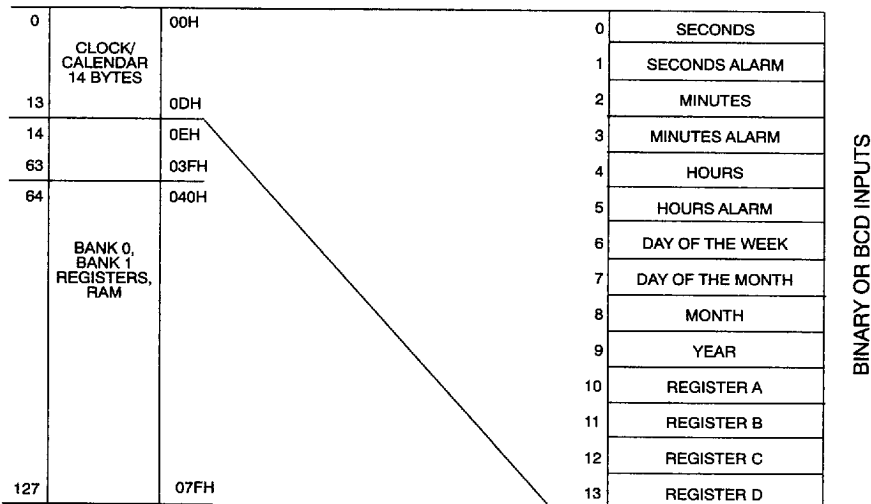 0 00H
CLOCK/
CALENDAR
14 BYTES
13 0DH
14 0EH
63 03FH
64 040H
BANK 0,
BANK 1
REGISTERS,
RAM
127 07FH
0 SECONDS
1 SECONDS ALARM
2 MINUTES
3 MINUTES ALARM
4 HOURS
5 HOURS ALARM
6 DAY OF THE WEEK
7 DAY OF THE MONTH
8 MONTH
9 YEAR
10 REGISTER A
11 REGISTER B
12 REGISTER C
13 REGISTER D
BINARY OR BCD INPUTS